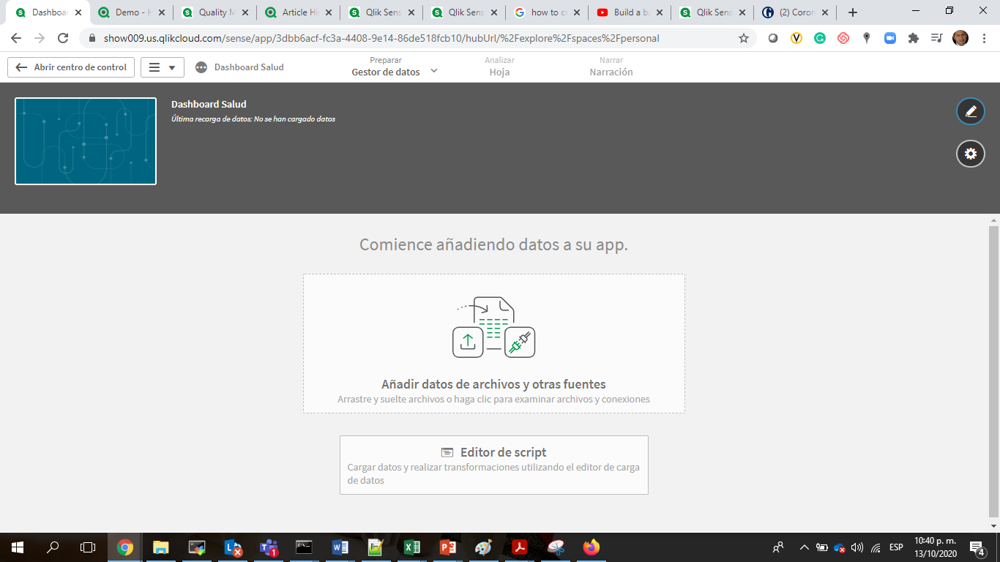 Dashboa
Demo - H
Quality M
Article Hi
Qlik Sens
Qlik Sens
how to cr
Build a ba
Qlik Sens
(2) Coron
show009.us.qlikcloud.com/sense/app/3dbb6acf-fc3a-4408-9e14-86de518fcb10/hubUrl/%2Fexplore%2Fspaces%2Fpersonal
Abrir centro de control
Dashboard Salud
Preparar
Gestor de datos
Analizar
Hoja
Narrar
Narración
Dashboard Salud
Última recarga de datos: No se han cargado datos
Comience añadiendo datos a su app.
Añadir datos de archivos y otras fuentes
Arrastre y suelte archivos o haga clic para examinar archivos y conexiones
Editor de script
Cargar datos y realizar transformaciones utilizando el editor de carga
de datos
ESP
10:40 p. m.
13/10/2020
4
1